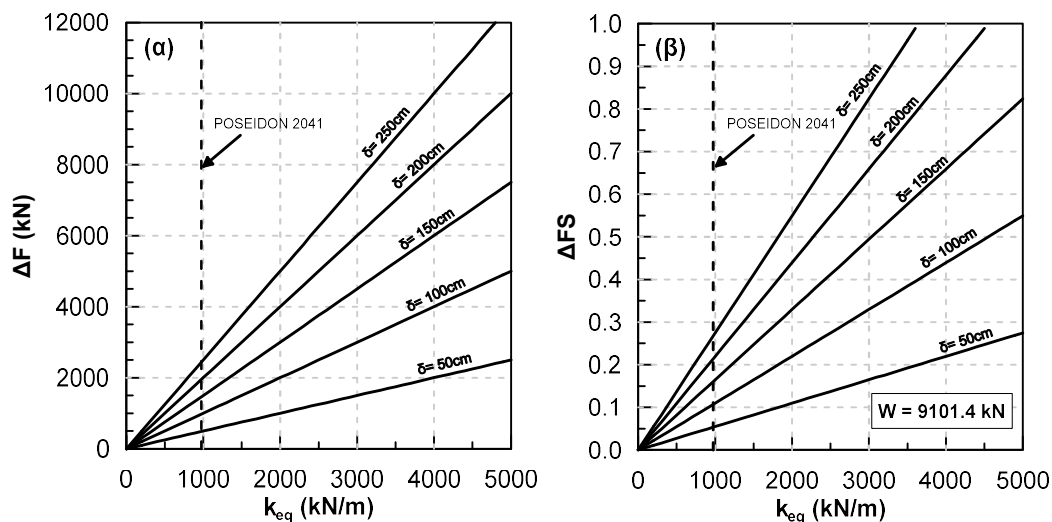 (α)
12000
10000
8000
6000
4000
2000
0
ΔF (kN)
POSEIDON 2041
δ= 250cm
δ= 200cm
δ= 150cm
δ= 100cm
δ= 50cm
0 1000 2000 3000 4000 5000
keq (kN/m)
(β)
1.0
0.9
0.8
0.7
0.6
0.5
0.4
0.3
0.2
0.1
0.0
ΔFS
POSEIDON 2041
δ= 250cm
δ= 200cm
δ= 150cm
δ= 100cm
δ= 50cm
W = 9101.4 kN
0 1000 2000 3000 4000 5000
keq (kN/m)